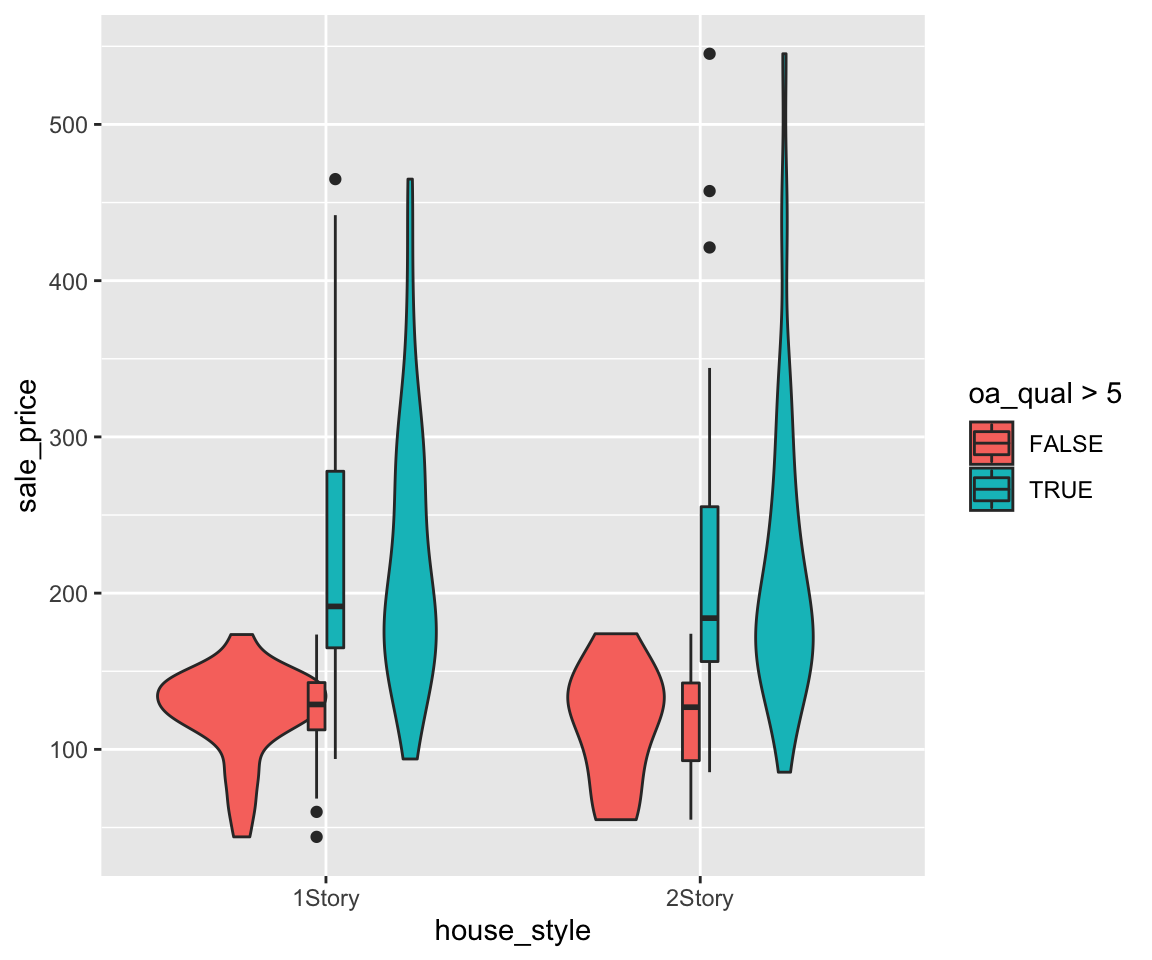 sale_price
500
400
300
200
100
1Story
2Story
house_style
oa_qual > 5
FALSE
TRUE